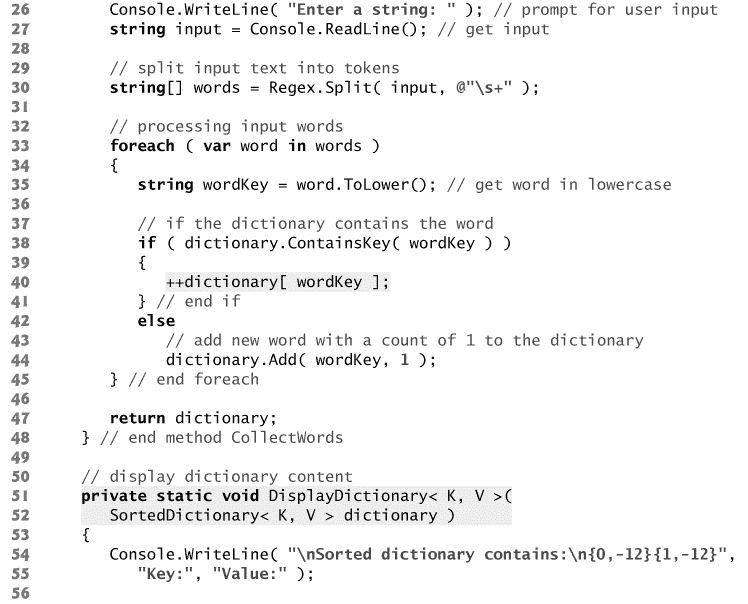 26 Console.WriteLine( "Enter a string: " ); // prompt for user input
27 string input = Console.ReadLine(); // get input
28
29 // split input text into tokens
30 string[] words = Regex.Split( input, @"\s+" );
31
32 // processing input words
33 foreach ( var word in words )
34 {
35 string wordKey = word.ToLower(); // get word in lowercase
36
37 // if the dictionary contains the word
38 if ( dictionary.ContainsKey( wordKey ) )
39 {
40 ++dictionary[ wordKey ];
41 } // end if
42 else
43 // add new word with a count of 1 to the dictionary
44 dictionary.Add( wordKey, 1 );
45 } // end foreach
46
47 return dictionary;
48 } // end method CollectWords
49
50 // display dictionary content
51 private static void DisplayDictionary< K, V >(
52 SortedDictionary< K, V > dictionary )
53 {
54 Console.WriteLine( "\nSorted dictionary contains:\n{0,-12}{1,-12}",
55 "Key:", "Value:" );
56